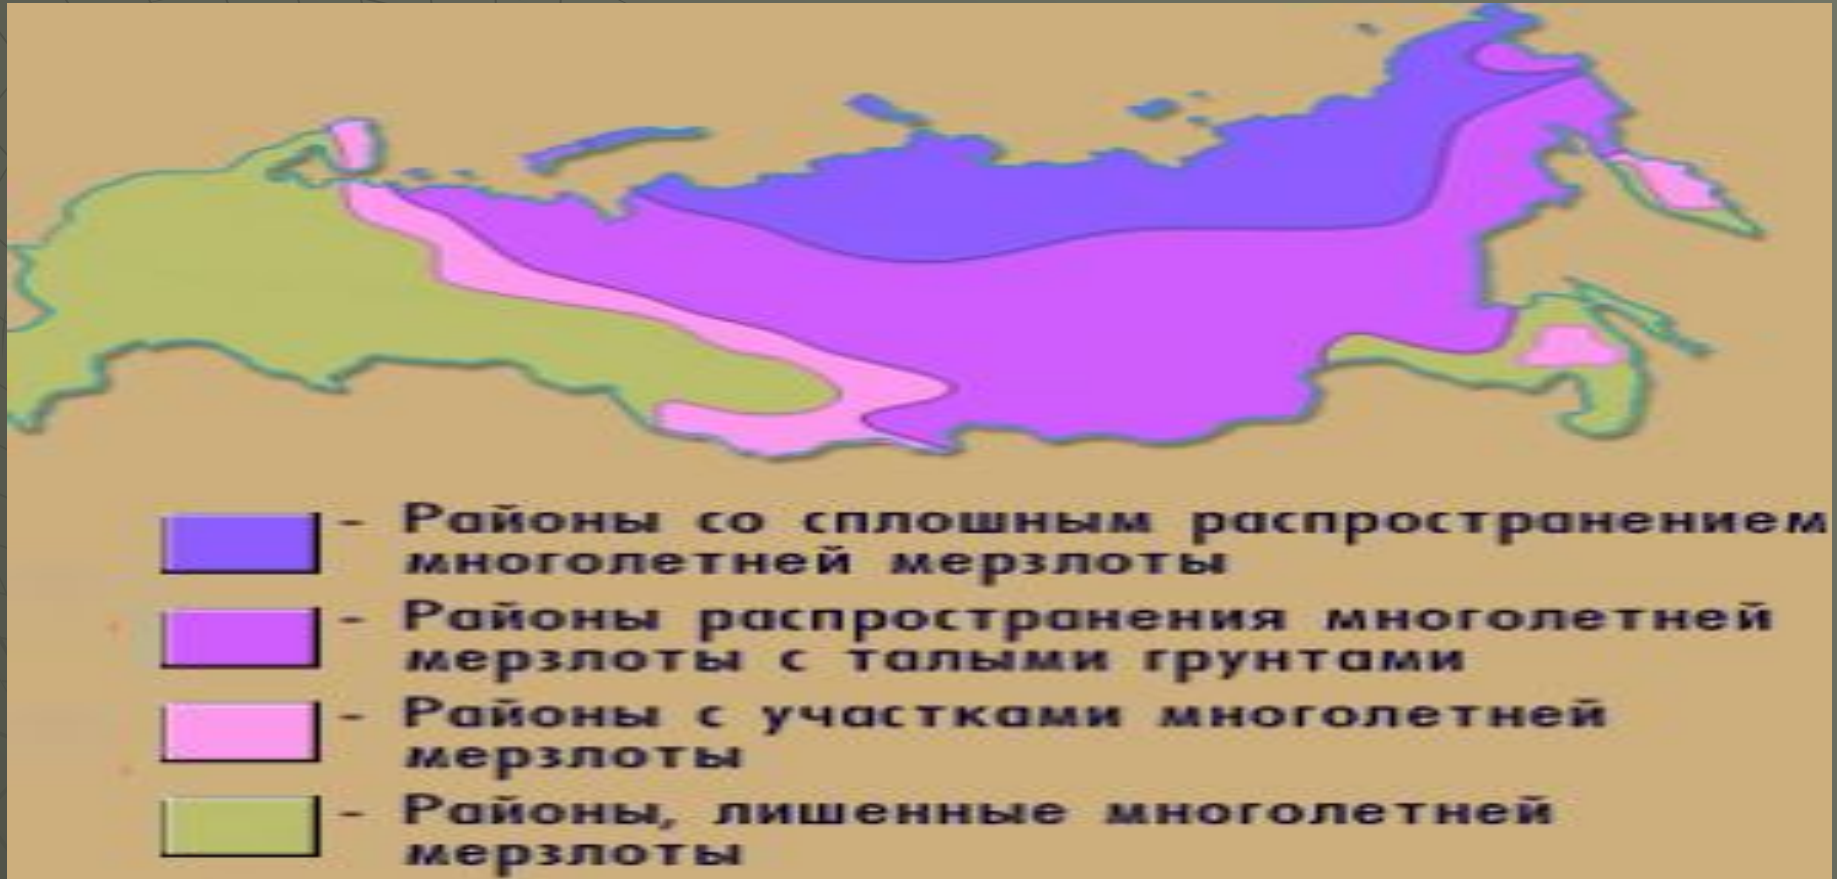 - Районы со сплошным распространением
многолетней мерзлоты
- Районы распространения многолетней
мерзлоты с талыми грунтами
- Районы с участками многолетней
мерзлоты
- Районы, лишенные многолетней
мерзлоты